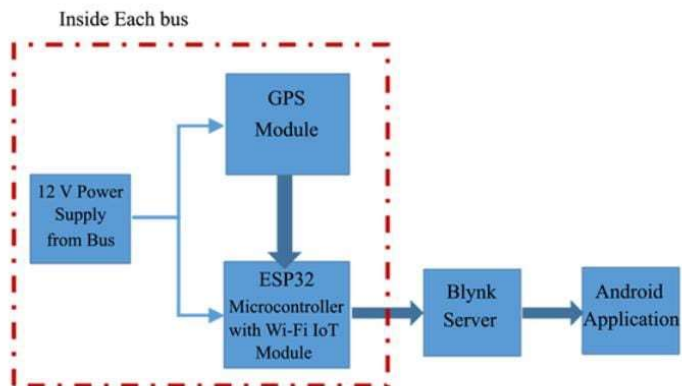 Inside Each bus
GPS
Module
12 V Power
Supply
from Bus
ESP32
Microcontroller
with Wi-Fi IoT
Module
Blynk
Server
Android
Application